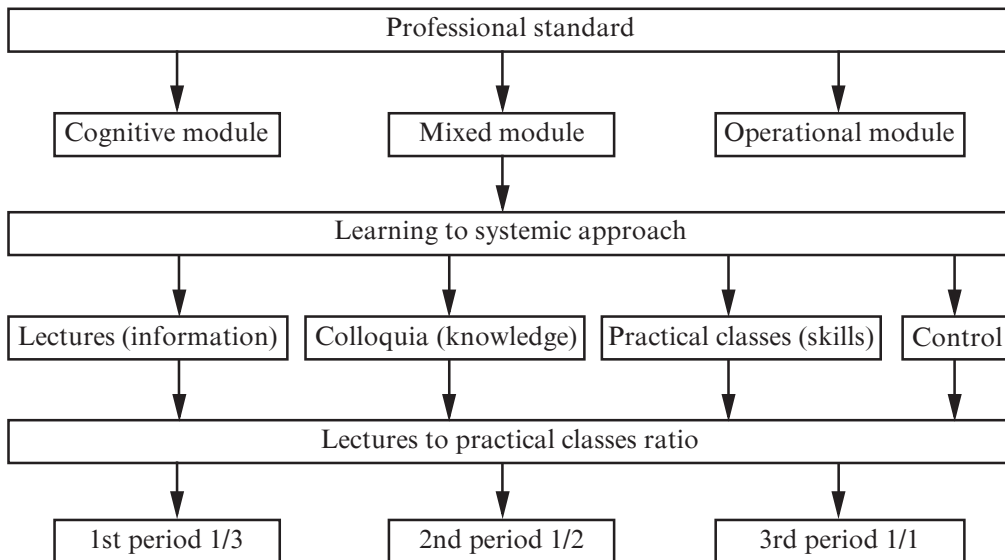 Professional standard
Cognitive module
Mixed module
Operational module
Learning to systemic approach
Lectures (information)
Colloquia (knowledge)
Practical classes (skills)
Control
Lectures to practical classes ratio
1st period 1/3
2nd period 1/2
3rd period 1/1